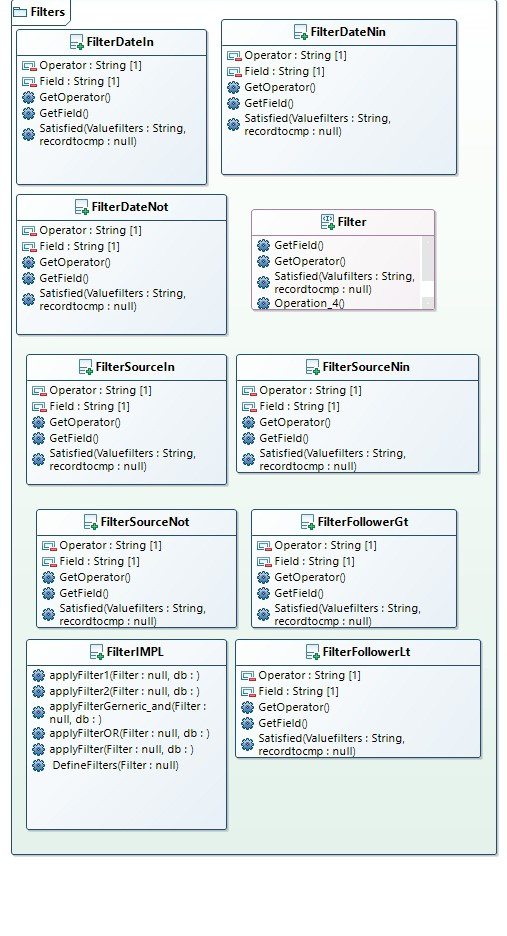 Filters
FilterDateIn
Operator : String [1]
Field : String [1]
GetOperator()
GetField()
Satisfied(Valuefilters : String,
recordtocmp : null)
FilterDateNin
Operator : String [1]
Field : String [1]
GetOperator()
GetField()
Satisfied(Valuefilters : String,
recordtocmp : null)
FilterDateNot
Operator : String [1]
Field : String [1]
GetOperator()
GetField()
Satisfied(Valuefilters : String,
recordtocmp : null)
Filter
GetField()
GetOperator()
Satisfied(Valufilters : String,
recordtocmp : null)
Operation_4()
FilterSourceIn
Operator : String [1]
Field : String [1]
GetOperator()
GetField()
Satisfied(Valuefilters : String,
recordtocmp : null)
FilterSourceNin
Operator : String [1]
Field : String [1]
GetOperator()
GetField()
Satisfied(Valuefilters : String,
recordtocmp : null)
FilterSourceNot
Operator : String [1]
Field : String [1]
GetOperator()
GetField()
Satisfied(Valuefilters : String,
recordtocmp : null)
FilterFollowerGt
Operator : String [1]
Field : String [1]
GetOperator()
GetField()
Satisfied(Valuefilters : String,
recordtocmp : null)
FilterIMPL
applyFilter1(Filter : null, db : )
applyFilter2(Filter : null, db : )
applyFilterGerneric_and(Filter :
null, db : )
applyFilterOR(Filter : null, db : )
applyFilter(Filter : null, db : )
DefineFilters(Filter : null)
FilterFollowerLt
Operator : String [1]
Field : String [1]
GetOperator()
GetField()
Satisfied(Valuefilters : String,
recordtocmp : null)